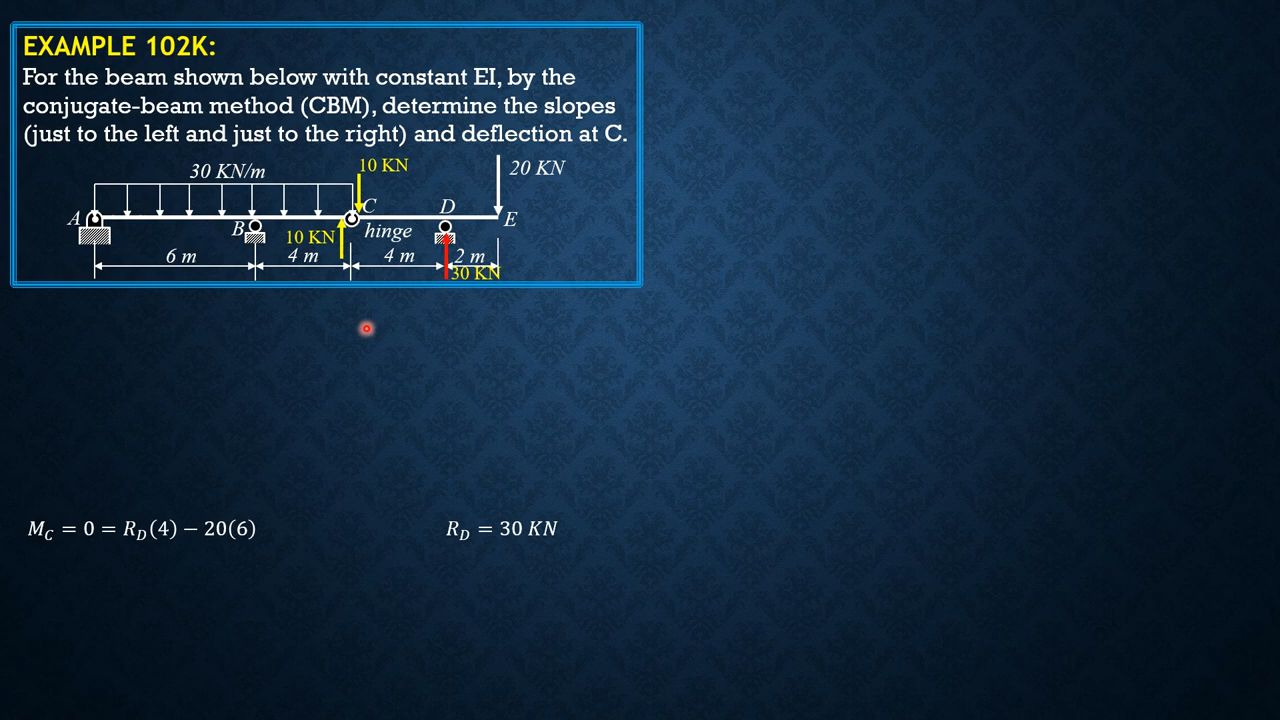 EXAMPLE 102K:
For the beam shown below with constant EI, by the
conjugate-beam method (CBM), determine the slopes
(just to the left and just to the right) and deflection at C.
30 KN/m
10 KN
20 KN
A
B
C
D
E
10 KN
hinge
6 m
4 m
4 m
2 m
30 KN
M_C = 0 = R_D(4) − 20(6)
R_D = 30 KN